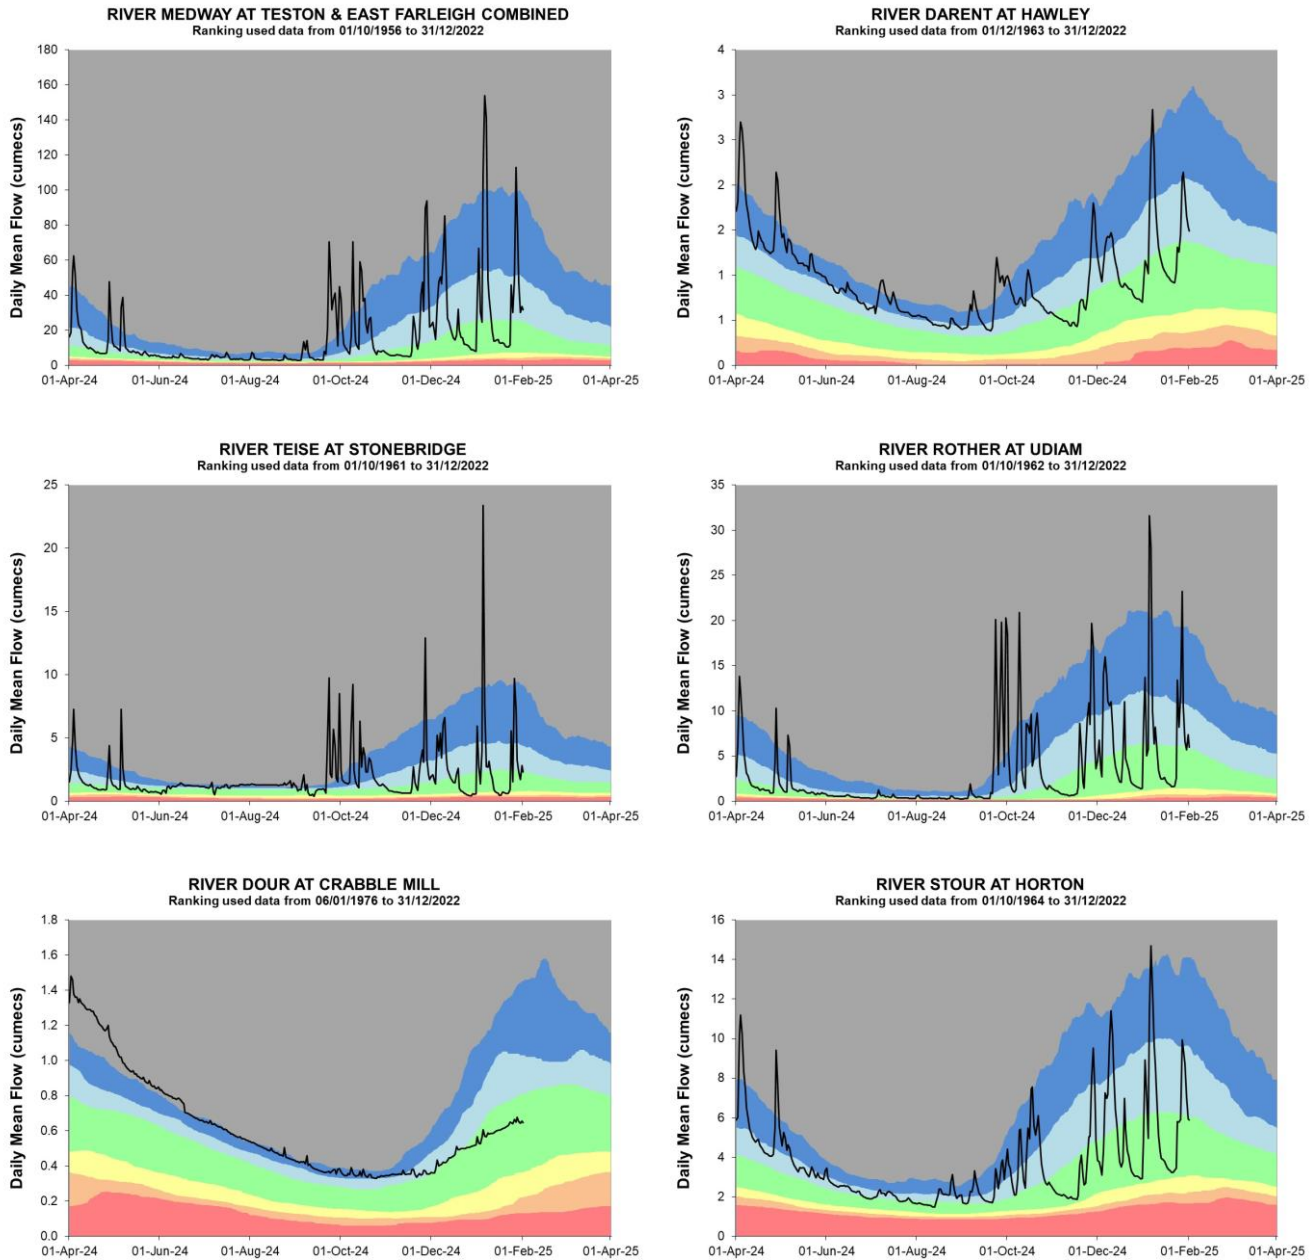 RIVER MEDWAY AT TESTON & EAST FARLEIGH COMBINED
Ranking used data from 01/10/1956 to 31/12/2022
Daily Mean Flow (cumecs)
180
160
140
120
100
80
60
40
20
0
01-Apr-24 01-Jun-24 01-Aug-24 01-Oct-24 01-Dec-24 01-Feb-25 01-Apr-25
RIVER DARENT AT HAWLEY
Ranking used data from 01/12/1963 to 31/12/2022
Daily Mean Flow (cumecs)
4
3
3
2
2
1
1
0
01-Apr-24 01-Jun-24 01-Aug-24 01-Oct-24 01-Dec-24 01-Feb-25 01-Apr-25
RIVER TEISE AT STONEBRIDGE
Ranking used data from 01/10/1961 to 31/12/2022
Daily Mean Flow (cumecs)
25
20
15
10
5
0
01-Apr-24 01-Jun-24 01-Aug-24 01-Oct-24 01-Dec-24 01-Feb-25 01-Apr-25
RIVER ROTHER AT UDIAM
Ranking used data from 01/10/1962 to 31/12/2022
Daily Mean Flow (cumecs)
35
30
25
20
15
10
5
0
01-Apr-24 01-Jun-24 01-Aug-24 01-Oct-24 01-Dec-24 01-Feb-25 01-Apr-25
RIVER DOUR AT CRABBLE MILL
Ranking used data from 06/01/1976 to 31/12/2022
Daily Mean Flow (cumecs)
1.8
1.6
1.4
1.2
1.0
0.8
0.6
0.4
0.2
0.0
01-Apr-24 01-Jun-24 01-Aug-24 01-Oct-24 01-Dec-24 01-Feb-25 01-Apr-25
RIVER STOUR AT HORTON
Ranking used data from 01/10/1964 to 31/12/2022
Daily Mean Flow (cumecs)
16
14
12
10
8
6
4
2
0
01-Apr-24 01-Jun-24 01-Aug-24 01-Oct-24 01-Dec-24 01-Feb-25 01-Apr-25